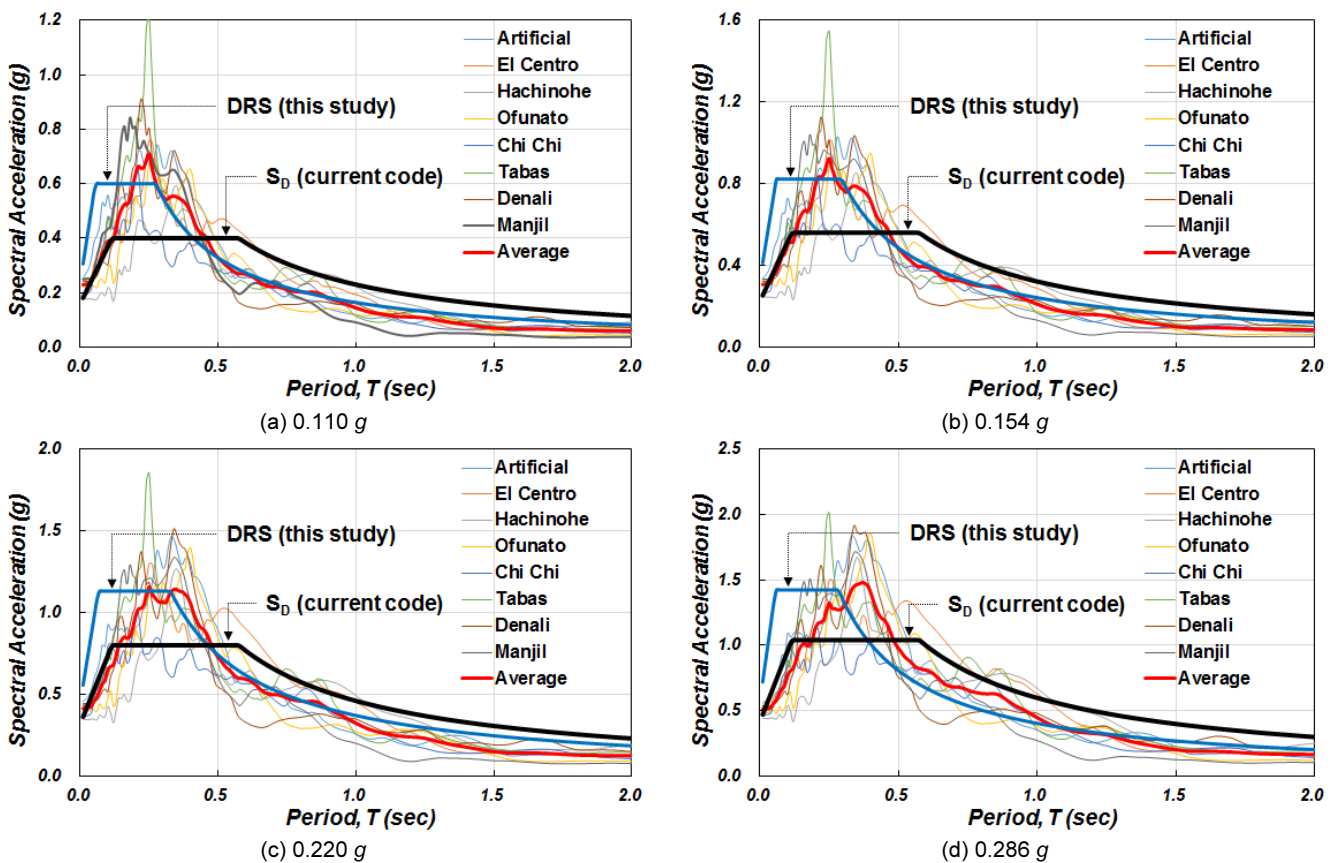 Spectral Acceleration (g)
1.2
1.0
0.8
0.6
0.4
0.2
0.0
0.0 0.5 1.0 1.5 2.0
Period, T (sec)
DRS (this study)
S_D (current code)
Artificial
El Centro
Hachinohe
Ofunato
Chi Chi
Tabas
Denali
Manjil
Average
(a) 0.110 g
Spectral Acceleration (g)
1.6
1.2
0.8
0.4
0.0
0.0 0.5 1.0 1.5 2.0
Period, T (sec)
DRS (this study)
S_D (current code)
Artificial
El Centro
Hachinohe
Ofunato
Chi Chi
Tabas
Denali
Manjil
Average
(b) 0.154 g
Spectral Acceleration (g)
2.0
1.5
1.0
0.5
0.0
0.0 0.5 1.0 1.5 2.0
Period, T (sec)
DRS (this study)
S_D (current code)
Artificial
El Centro
Hachinohe
Ofunato
Chi Chi
Tabas
Denali
Manjil
Average
(c) 0.220 g
Spectral Acceleration (g)
2.5
2.0
1.5
1.0
0.5
0.0
0.0 0.5 1.0 1.5 2.0
Period, T (sec)
DRS (this study)
S_D (current code)
Artificial
El Centro
Hachinohe
Ofunato
Chi Chi
Tabas
Denali
Manjil
Average
(d) 0.286 g